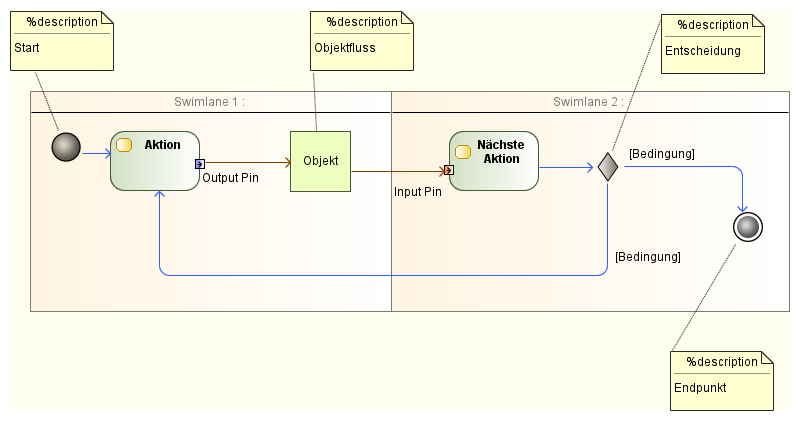 %description
Start
%description
Objektfluss
%description
Entscheidung
Swimlane 1 :
Swimlane 2 :
Aktion
Output Pin
Objekt
Input Pin
Nächste
Aktion
[Bedingung]
[Bedingung]
%description
Endpunkt